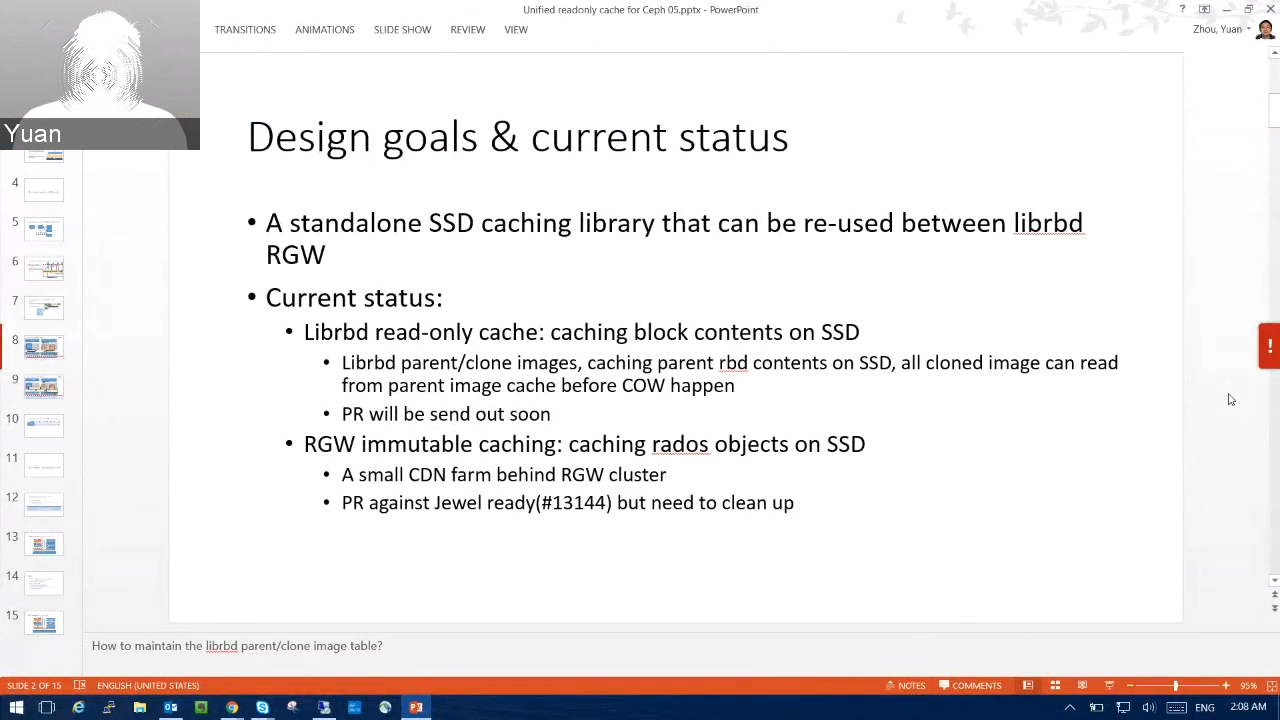 Unified readonly cache for Ceph 05.pptx - PowerPoint
?
TRANSITIONS ANIMATIONS SLIDE SHOW REVIEW VIEW
Zhou, Yuan
Yuan
Design goals & current status
• A standalone SSD caching library that can be re-used between librbd
RGW
• Current status:
• Librbd read-only cache: caching block contents on SSD
• Librbd parent/clone images, caching parent rbd contents on SSD, all cloned image can read
from parent image cache before COW happen
• PR will be send out soon
• RGW immutable caching: caching rados objects on SSD
• A small CDN farm behind RGW cluster
• PR against Jewel ready(#13144) but need to clean up
4
5
6
7
8
9
10
11
12
13
14
15
!
How to maintain the librbd parent/clone image table?
SLIDE 2 OF 15 ENGLISH (UNITED STATES) NOTES COMMENTS 95%
ENG 2:08 AM